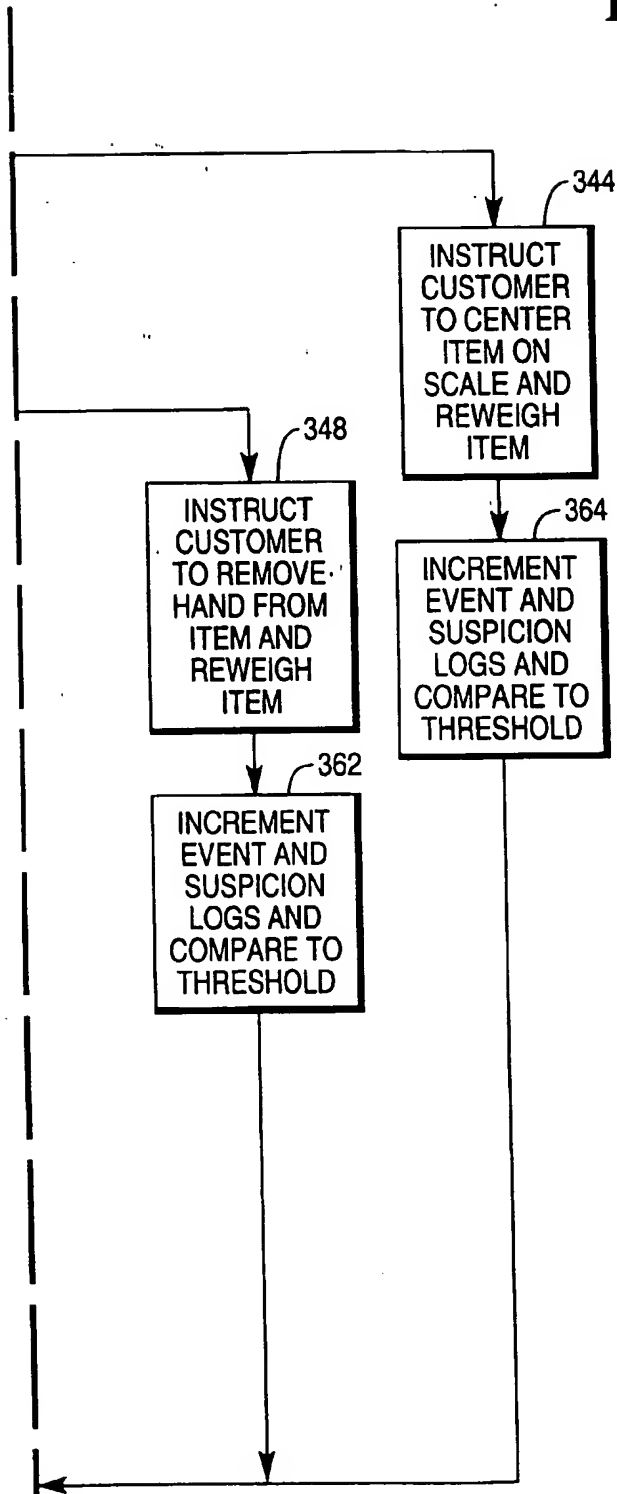 344
INSTRUCT
CUSTOMER
TO CENTER
ITEM ON
SCALE AND
REWEIGH
ITEM
348
INSTRUCT
CUSTOMER
TO REMOVE
HAND FROM
ITEM AND
REWEIGH
ITEM
364
INCREMENT
EVENT AND
SUSPICION
LOGS AND
COMPARE TO
THRESHOLD
362
INCREMENT
EVENT AND
SUSPICION
LOGS AND
COMPARE TO
THRESHOLD